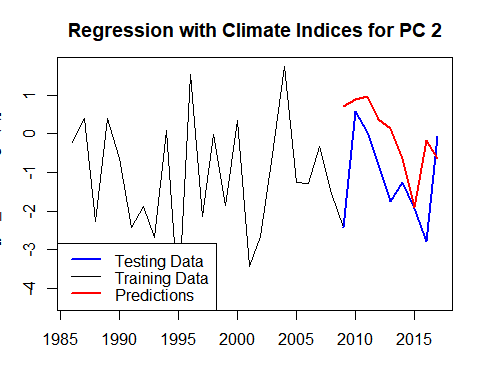 Regression with Climate Indices for PC 2
1
0
-1
-2
-3
-4
Testing Data
Training Data
Predictions
1985 1990 1995 2000 2005 2010 2015